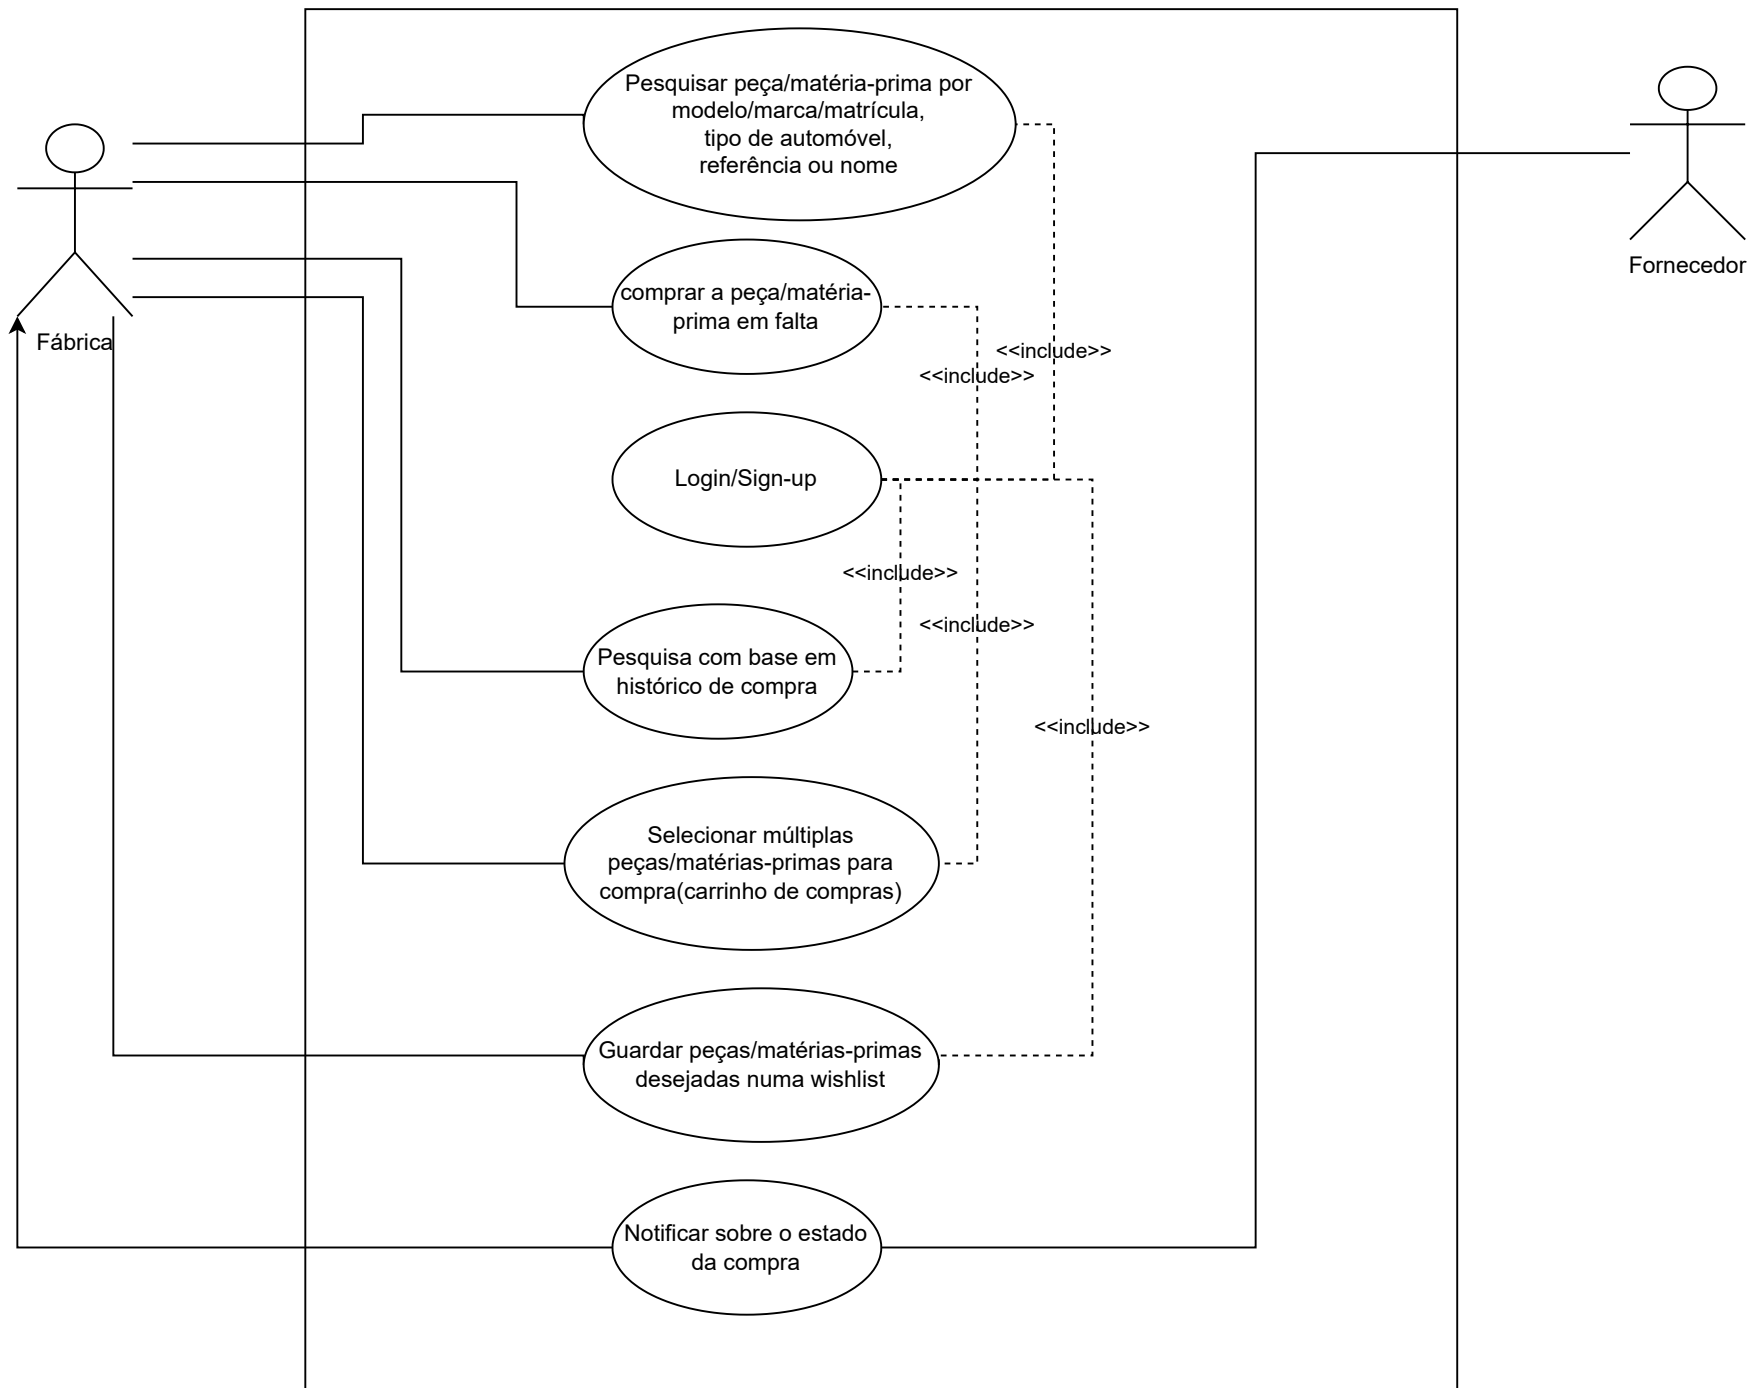 Pesquisar peça/matéria-prima por
modelo/marca/matrícula,
tipo de automóvel,
referência ou nome
Fornecedor
comprar a peça/matéria-
prima em falta
Fábrica
<<include>>
<<include>>
Login/Sign-up
<<include>>
<<include>>
Pesquisa com base em
histórico de compra
<<include>>
Selecionar múltiplas
peças/matérias-primas para
compra(carrinho de compras)
Guardar peças/matérias-primas
desejadas numa wishlist
Notificar sobre o estado
da compra